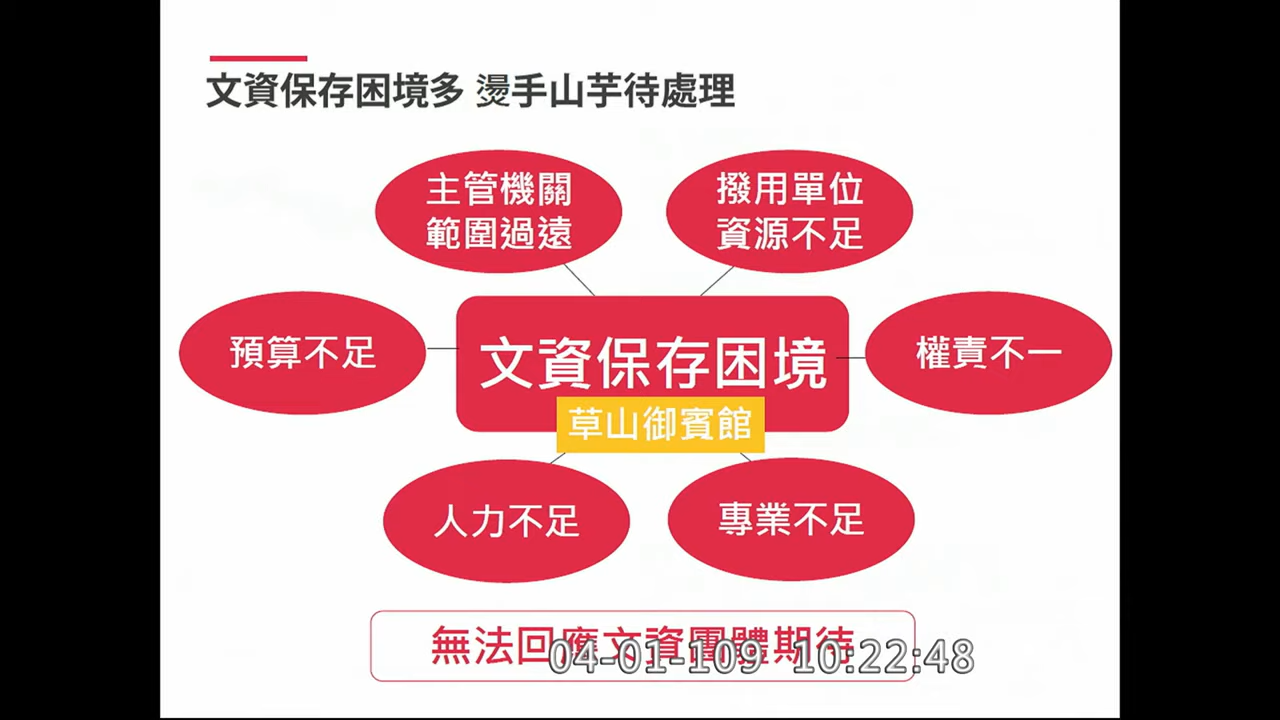 文資保存困境多 燙手山芋待處理
主管機關
範圍過遠
撥用單位
資源不足
預算不足
文資保存困境
權責不一
草山御賓館
人力不足
專業不足
無法回應文資團體期待
04-01-109 10:22:48